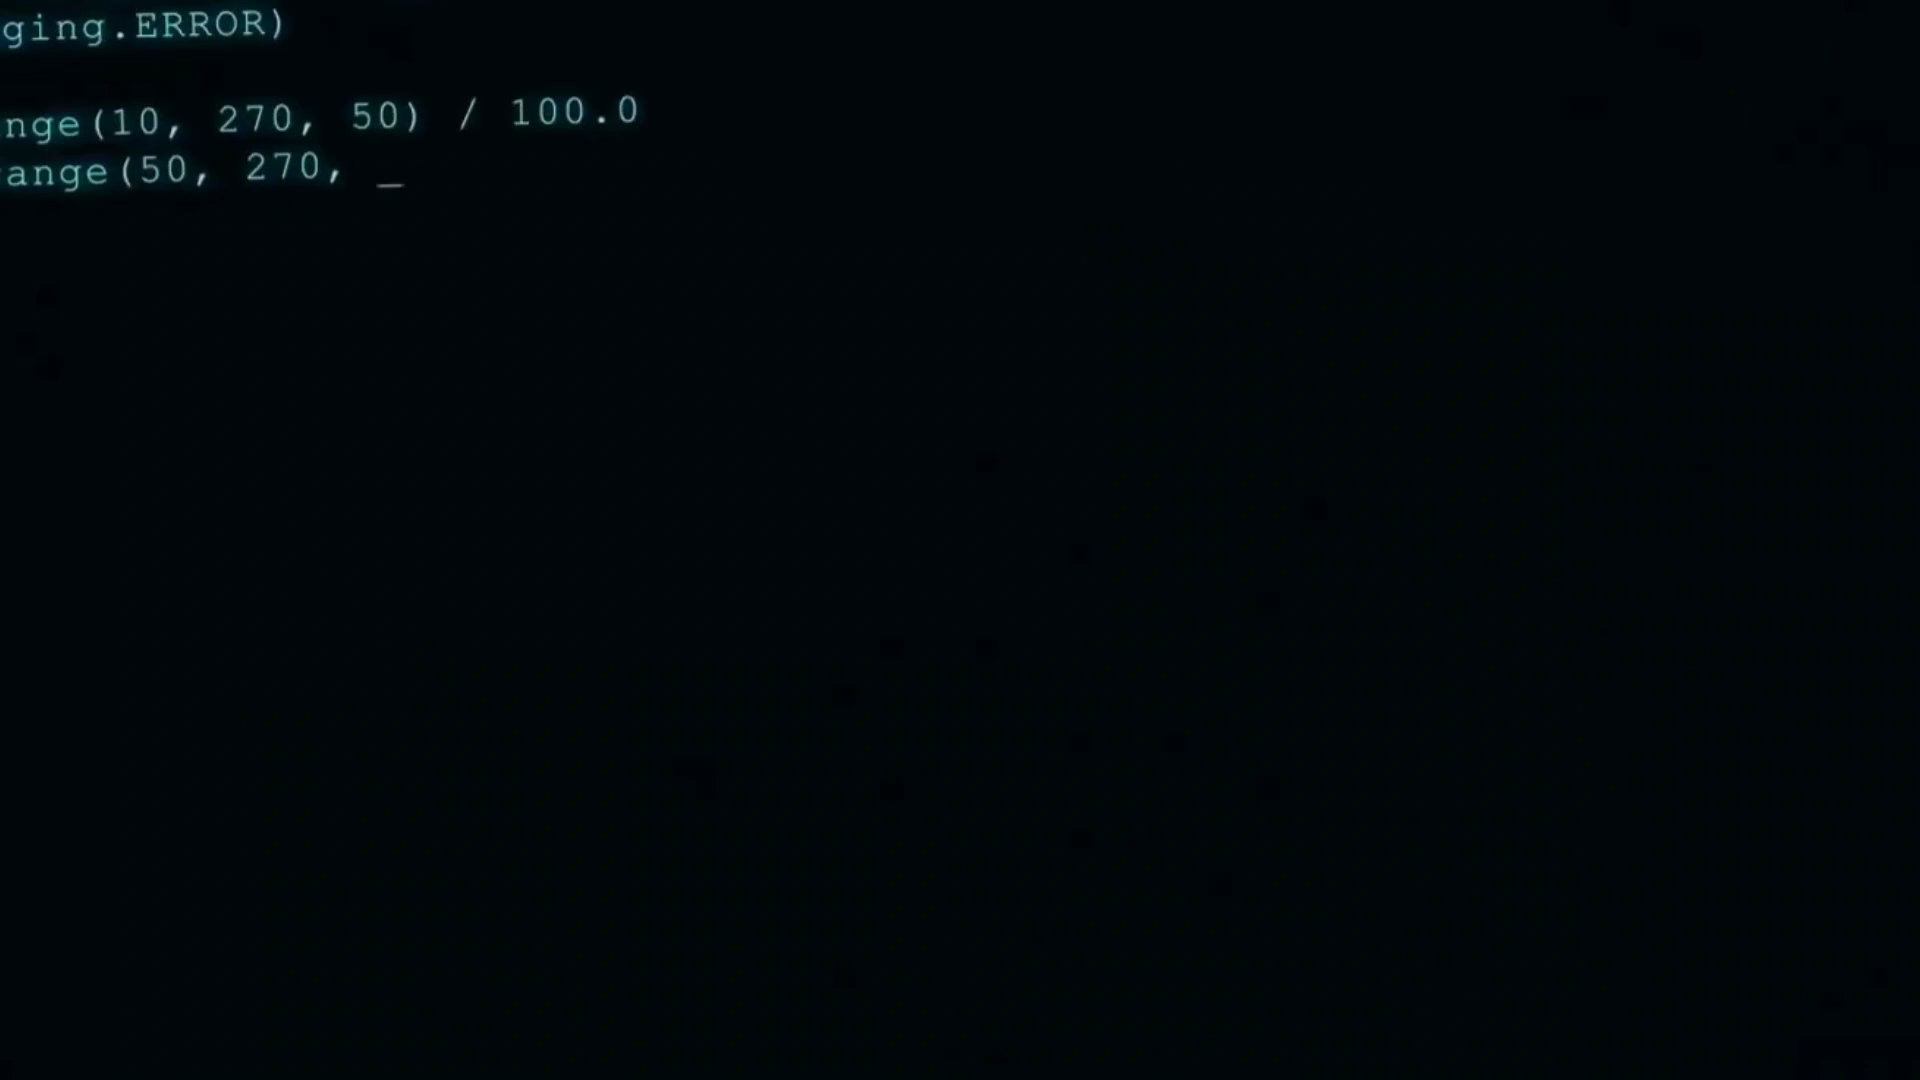 ging.ERROR)
nge(10, 270, 50) / 100.0
ange(50, 270, _